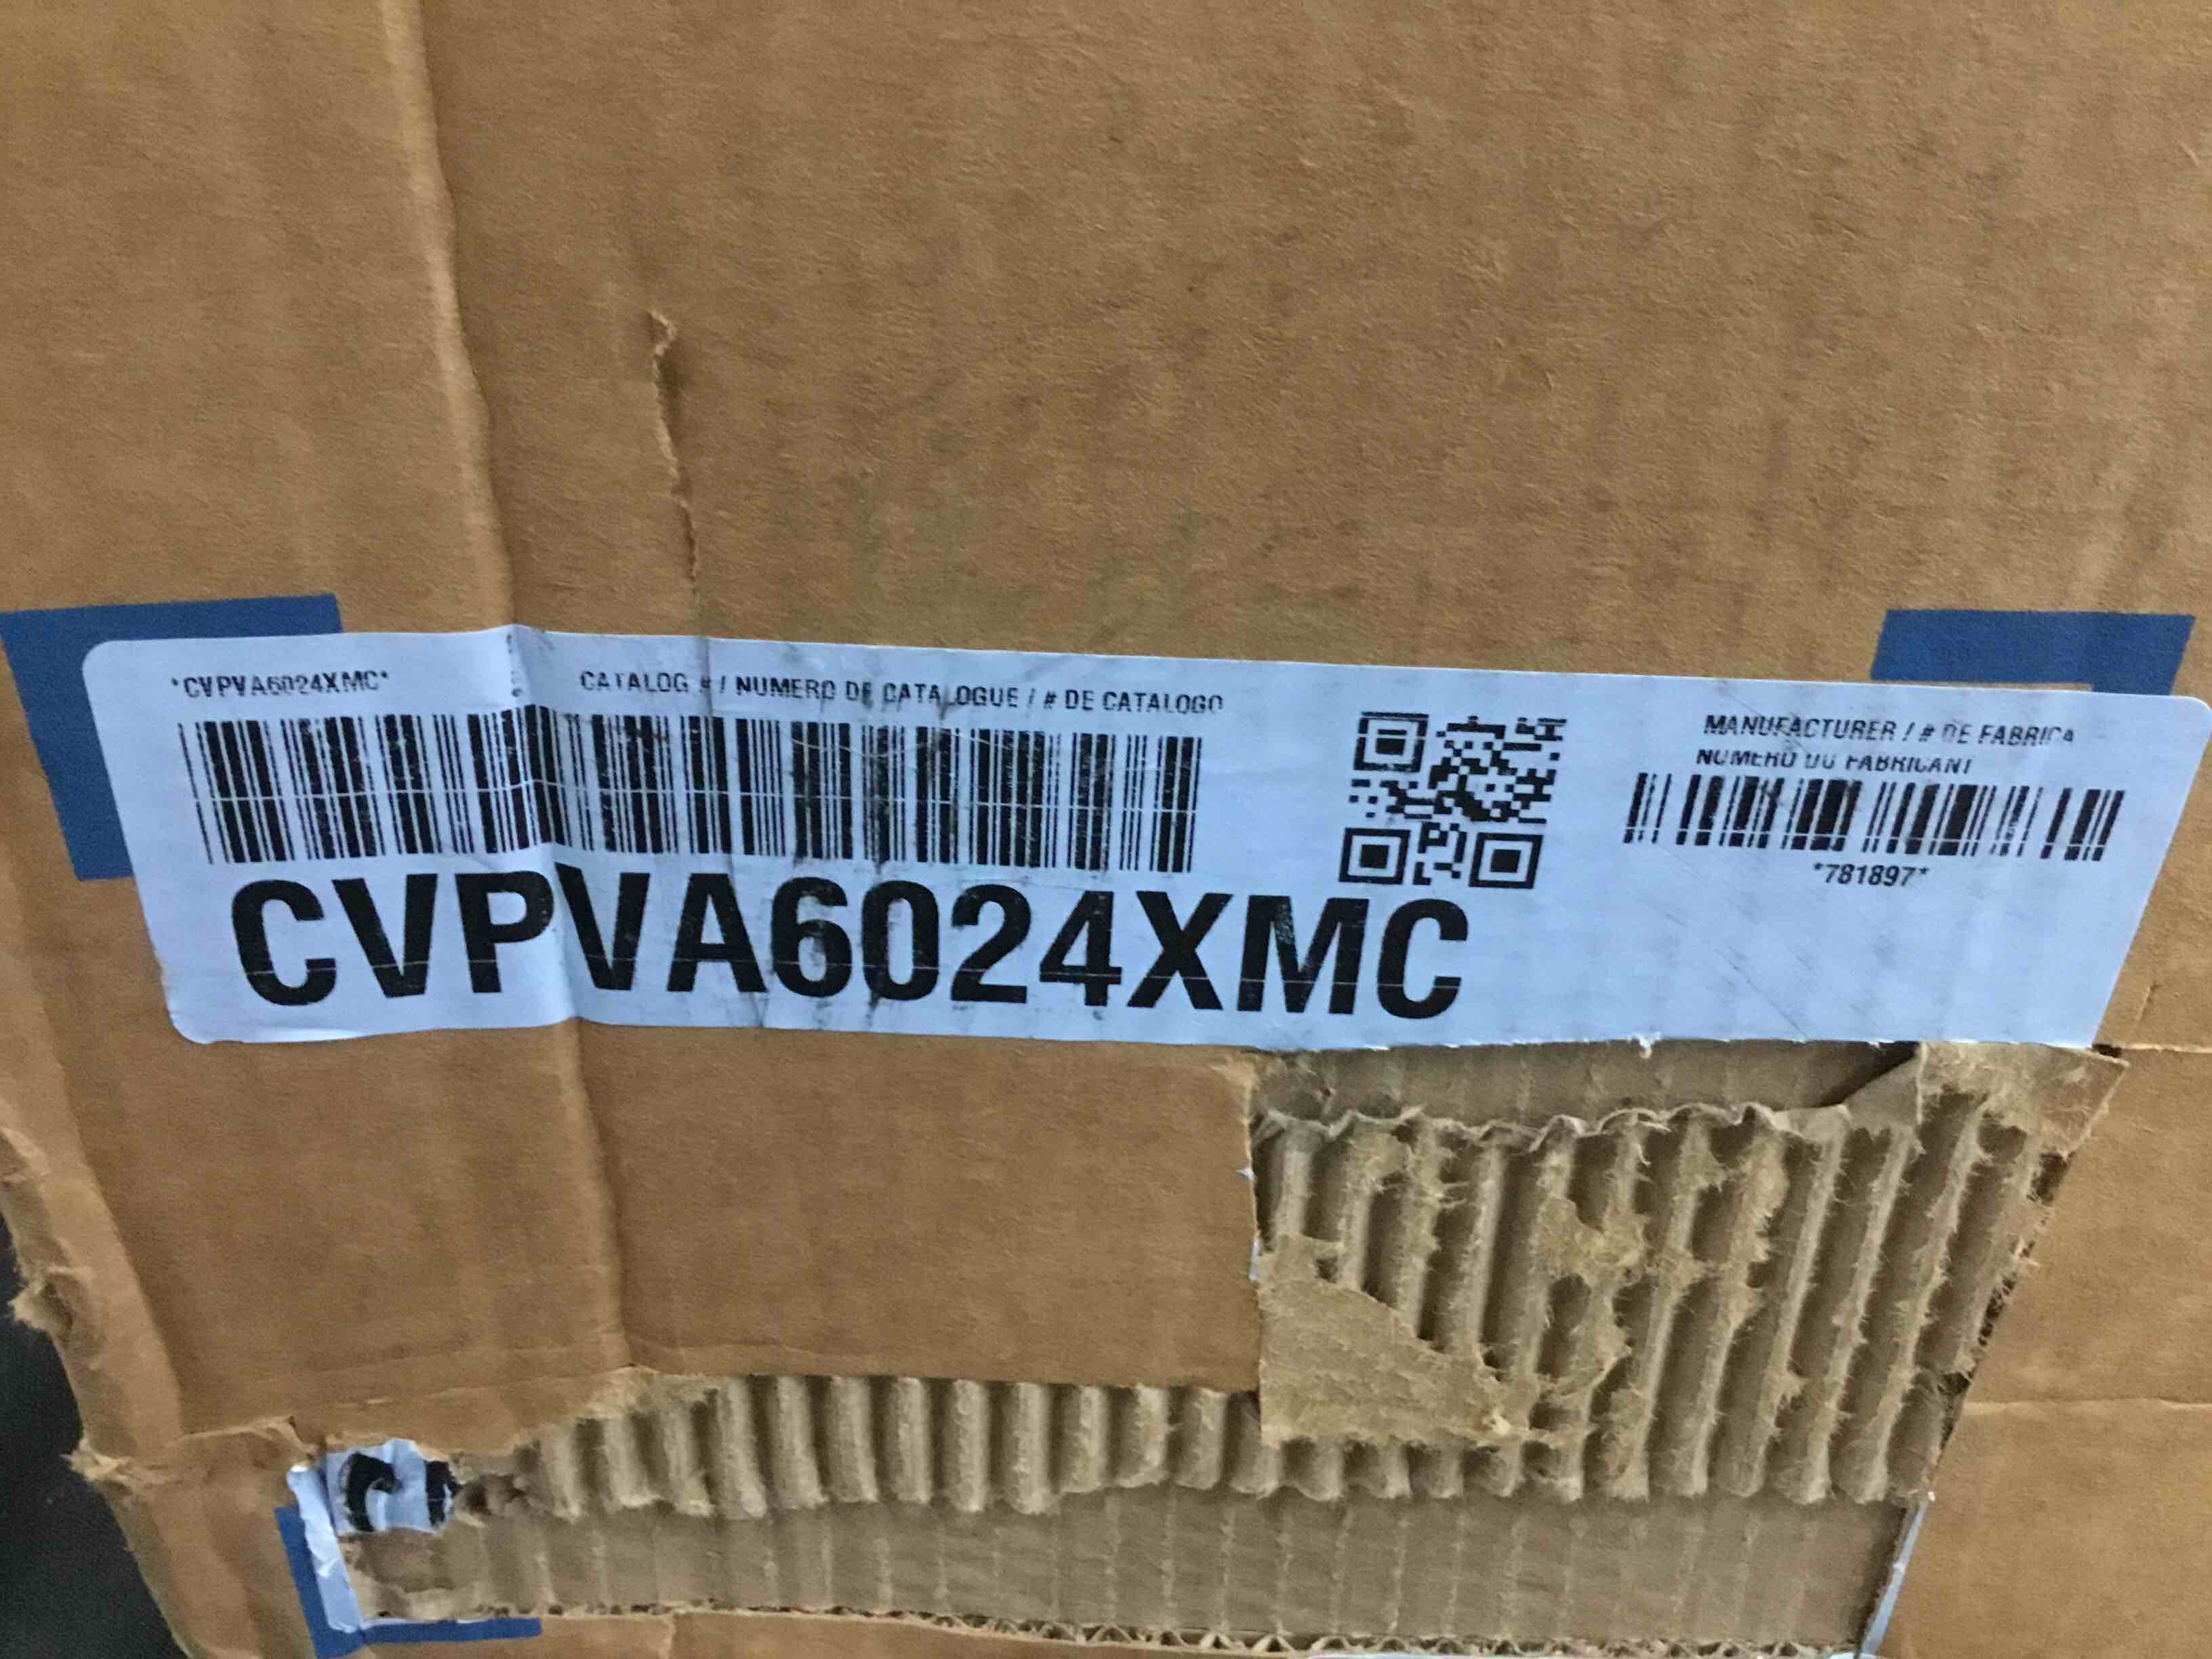 *CVPVA6024XMC*
CATALOG # / NUMERO DE CATALOGUE / # DE CATALOGO
MANUFACTURER / # DE FABRICA
NUMERO DU FABRICANT
*781897*
CVPVA6024XMC